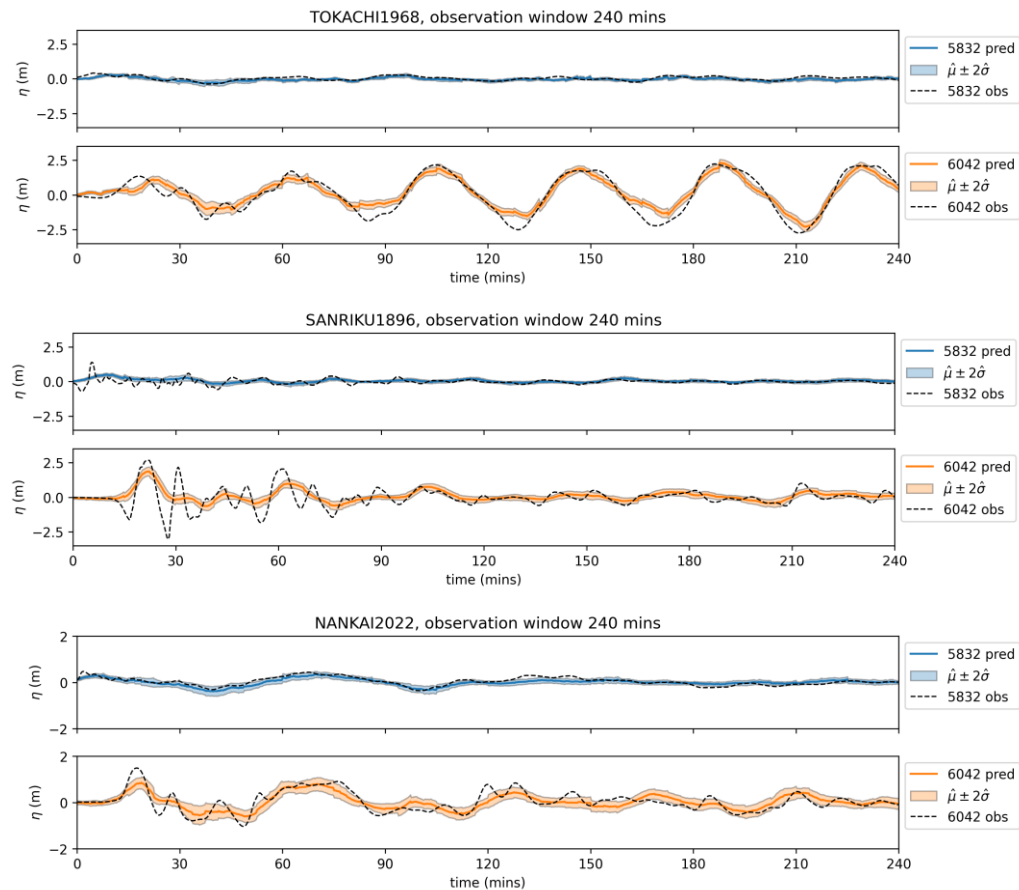 TOKACHI1968, observation window 240 mins
2.5
0.0
−2.5
η (m)
5832 pred
μ̂ ± 2σ̂
5832 obs
2.5
0.0
−2.5
η (m)
6042 pred
μ̂ ± 2σ̂
6042 obs
0 30 60 90 120 150 180 210 240
time (mins)
SANRIKU1896, observation window 240 mins
2.5
0.0
−2.5
η (m)
5832 pred
μ̂ ± 2σ̂
5832 obs
2.5
0.0
−2.5
η (m)
6042 pred
μ̂ ± 2σ̂
6042 obs
0 30 60 90 120 150 180 210 240
time (mins)
NANKAI2022, observation window 240 mins
2
0
−2
η (m)
5832 pred
μ̂ ± 2σ̂
5832 obs
2
0
−2
η (m)
6042 pred
μ̂ ± 2σ̂
6042 obs
0 30 60 90 120 150 180 210 240
time (mins)